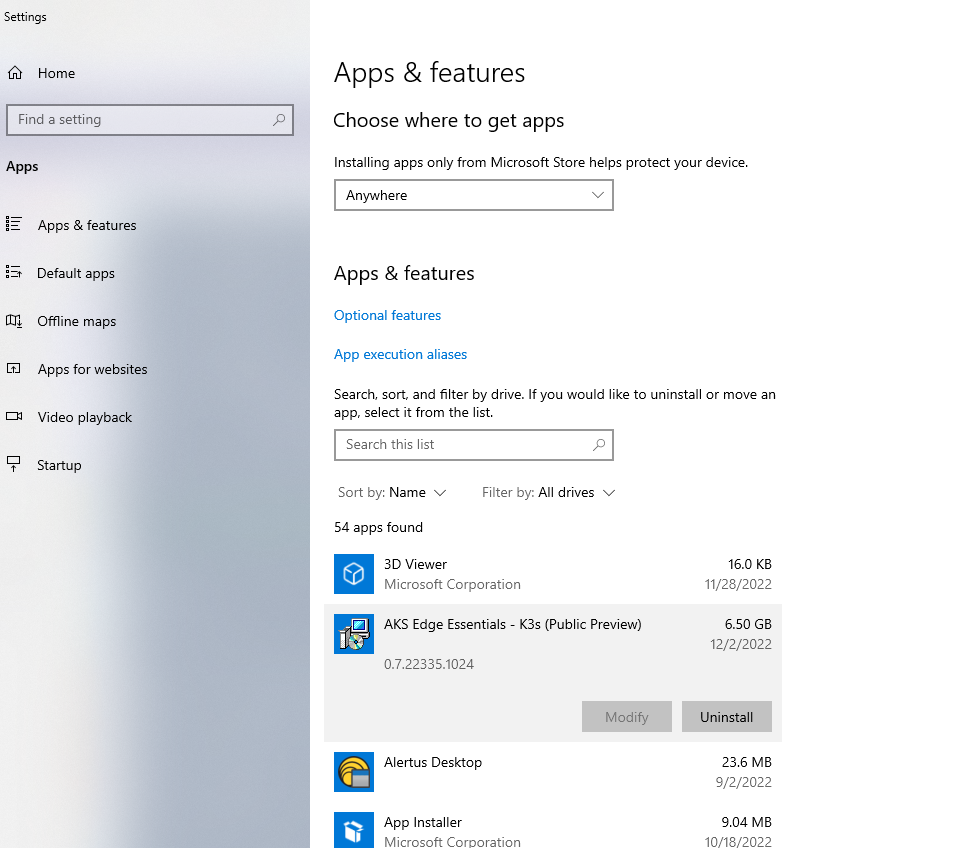 Settings
Home
Find a setting
Apps
Apps & features
Default apps
Offline maps
Apps for websites
Video playback
Startup
Apps & features
Choose where to get apps
Installing apps only from Microsoft Store helps protect your device.
Anywhere
Apps & features
Optional features
App execution aliases
Search, sort, and filter by drive. If you would like to uninstall or move an
app, select it from the list.
Search this list
Sort by: Name Filter by: All drives
54 apps found
3D Viewer 16.0 KB
Microsoft Corporation 11/28/2022
AKS Edge Essentials - K3s (Public Preview) 6.50 GB
12/2/2022
0.7.22335.1024
Modify Uninstall
Alertus Desktop 23.6 MB
9/2/2022
App Installer 9.04 MB
Microsoft Corporation 10/18/2022